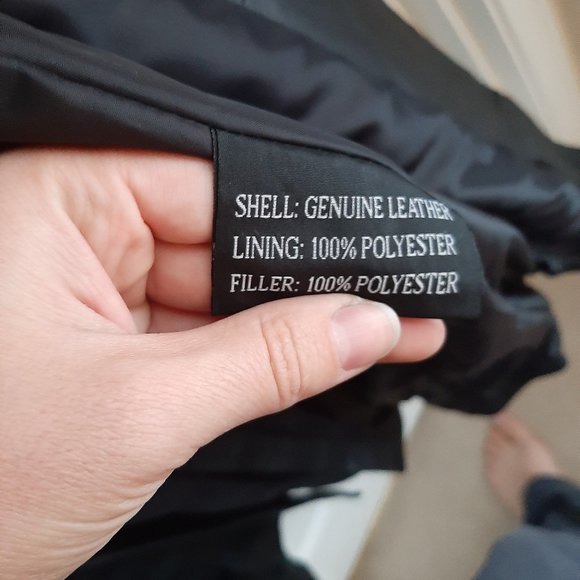 SHELL: GENUINE LEATHER
LINING: 100% POLYESTER
FILLER: 100% POLYESTER